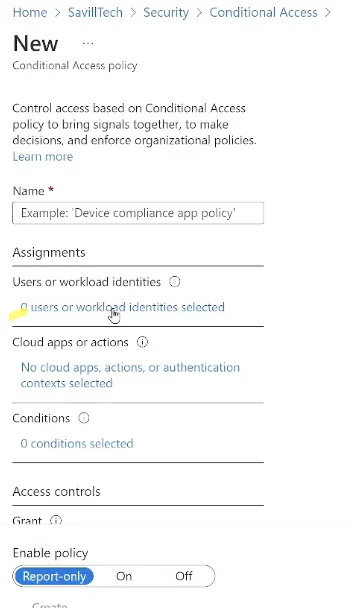 Home > SavillTech > Security > Conditional Access >
New ...
Conditional Access policy
Control access based on Conditional Access
policy to bring signals together, to make
decisions, and enforce organizational policies.
Learn more
Name *
Example: 'Device compliance app policy'
Assignments
Users or workload identities
0 users or workload identities selected
Cloud apps or actions
No cloud apps, actions, or authentication
contexts selected
Conditions
0 conditions selected
Access controls
Grant
Enable policy
Report-only On Off
Create